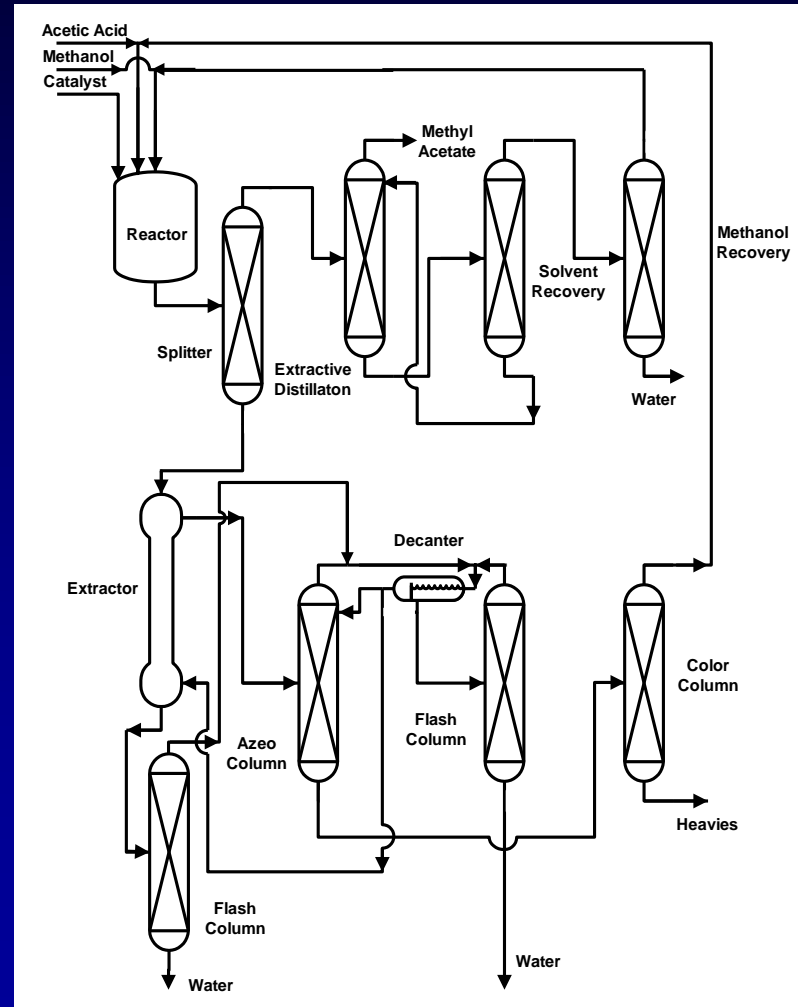 Acetic Acid
Methanol
Catalyst
Methyl
Acetate
Reactor
Methanol
Recovery
Solvent
Recovery
Splitter
Extractive
Distillaton
Water
Decanter
Extractor
Color
Column
Azeo
Column
Flash
Column
Heavies
Flash
Column
Water
Water